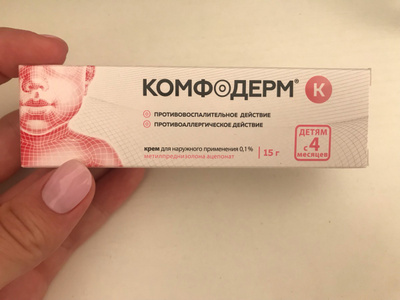 КОМФОДЕРМ® К
ПРОТИВОВОСПАЛИТЕЛЬНОЕ ДЕЙСТВИЕ
ПРОТИВОАЛЛЕРГИЧЕСКОЕ ДЕЙСТВИЕ
ДЕТЯМ
с 4
месяцев
крем для наружного применения 0,1%
метилпреднизолона ацепонат
15 г